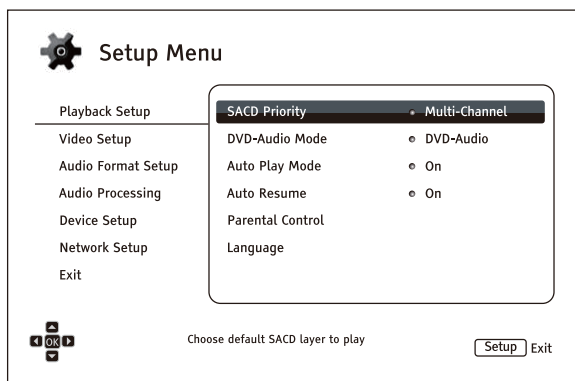 Setup Menu
Playback Setup
Video Setup
Audio Format Setup
Audio Processing
Device Setup
Network Setup
Exit
SACD Priority Multi-Channel
DVD-Audio Mode DVD-Audio
Auto Play Mode On
Auto Resume On
Parental Control
Language
OK
Choose default SACD layer to play
Setup Exit